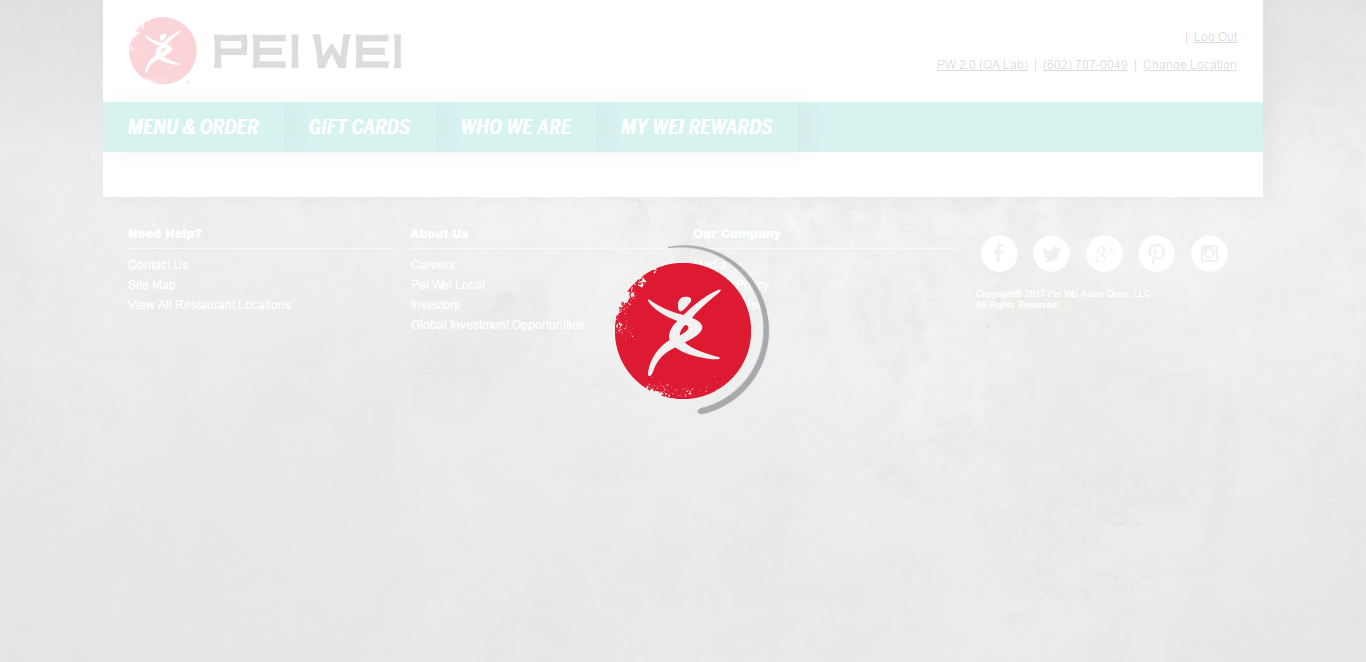 PEI WEI
| Log Out
PW 2.0 (QA Lab) | (602) 707-0049 | Change Location
MENU & ORDER GIFT CARDS WHO WE ARE MY WEI REWARDS
Need Help?
Contact Us
Site Map
View All Restaurant Locations
About Us
Careers
Pei Wei Local
Investors
Global Investment Opportunities
Our Company
Media
Copyright© 2017 Pei Wei Asian Diner, LLC
All Rights Reserved